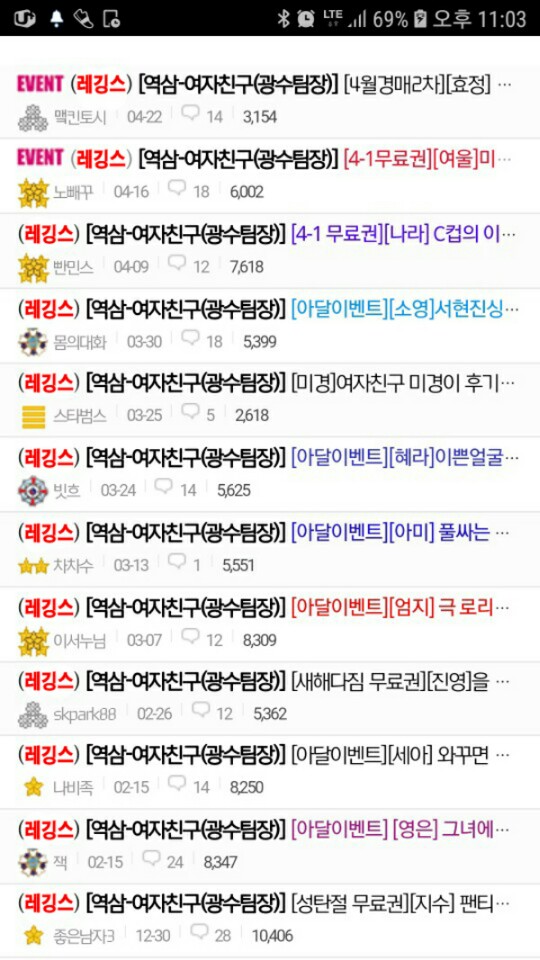 LTE 69% 오후 11:03
EVENT (레깅스) [역삼-여자친구(광수팀장)] [4월경매2차][효정] ...
맥킨토시 04-22 14 3,154
EVENT (레깅스) [역삼-여자친구(광수팀장)] [4-1무료권][여울]미...
노빠꾸 04-16 18 6,002
(레깅스) [역삼-여자친구(광수팀장)] [4-1 무료권][나라] C컵의 이...
빤민스 04-09 12 7,618
(레깅스) [역삼-여자친구(광수팀장)] [아달이벤트][소영]서현진싱...
몸의대화 03-30 18 5,399
(레깅스) [역삼-여자친구(광수팀장)] [미경]여자친구 미경이 후기...
스타범스 03-25 5 2,618
(레깅스) [역삼-여자친구(광수팀장)] [아달이벤트][혜라]이쁜얼굴...
빗흐 03-24 14 5,625
(레깅스) [역삼-여자친구(광수팀장)] [아달이벤트][아미] 풀싸는 ...
차차수 03-13 1 5,551
(레깅스) [역삼-여자친구(광수팀장)] [아달이벤트][엄지] 극 로리...
이서누님 03-07 12 8,309
(레깅스) [역삼-여자친구(광수팀장)] [새해다짐 무료권][진영]을 ...
skpark88 02-26 12 5,362
(레깅스) [역삼-여자친구(광수팀장)] [아달이벤트][세아] 와꾸면 ...
나비족 02-15 14 8,250
(레깅스) [역삼-여자친구(광수팀장)] [아달이벤트] [영은] 그녀에...
잭 02-15 24 8,347
(레깅스) [역삼-여자친구(광수팀장)] [성탄절 무료권][지수] 팬티...
좋은남자3 12-30 28 10,406